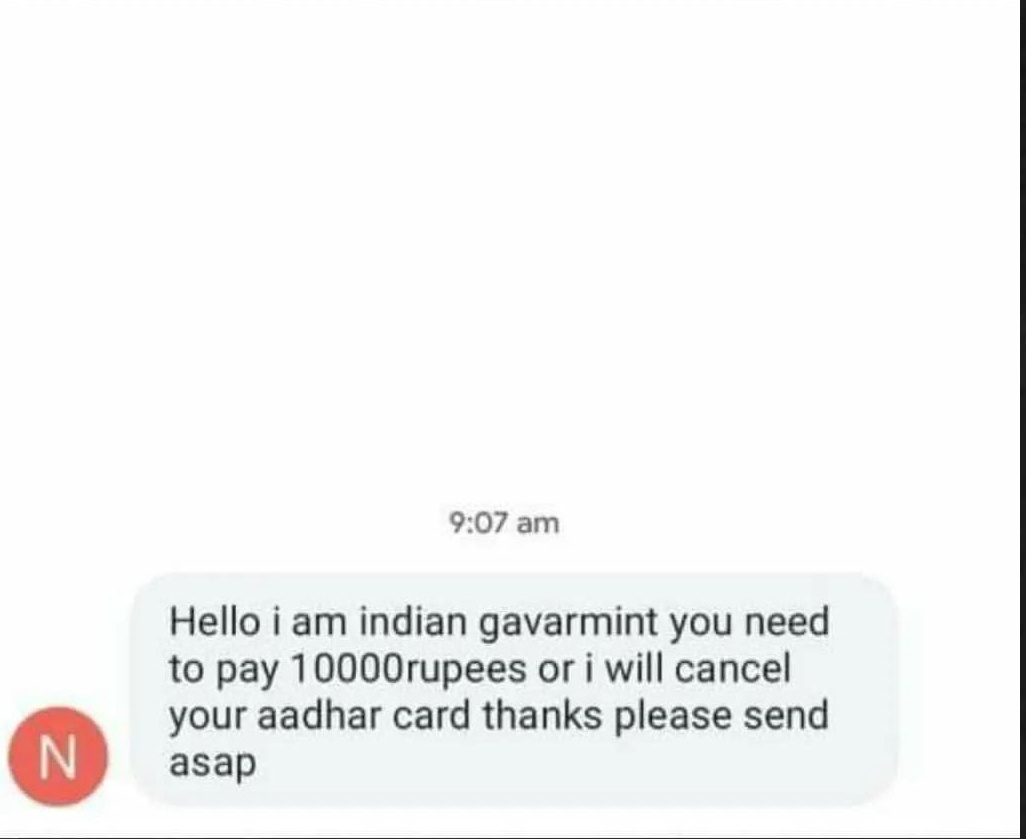 9:07 am
Hello i am indian gavarmint you need
to pay 10000rupees or i will cancel
your aadhar card thanks please send
asap
N